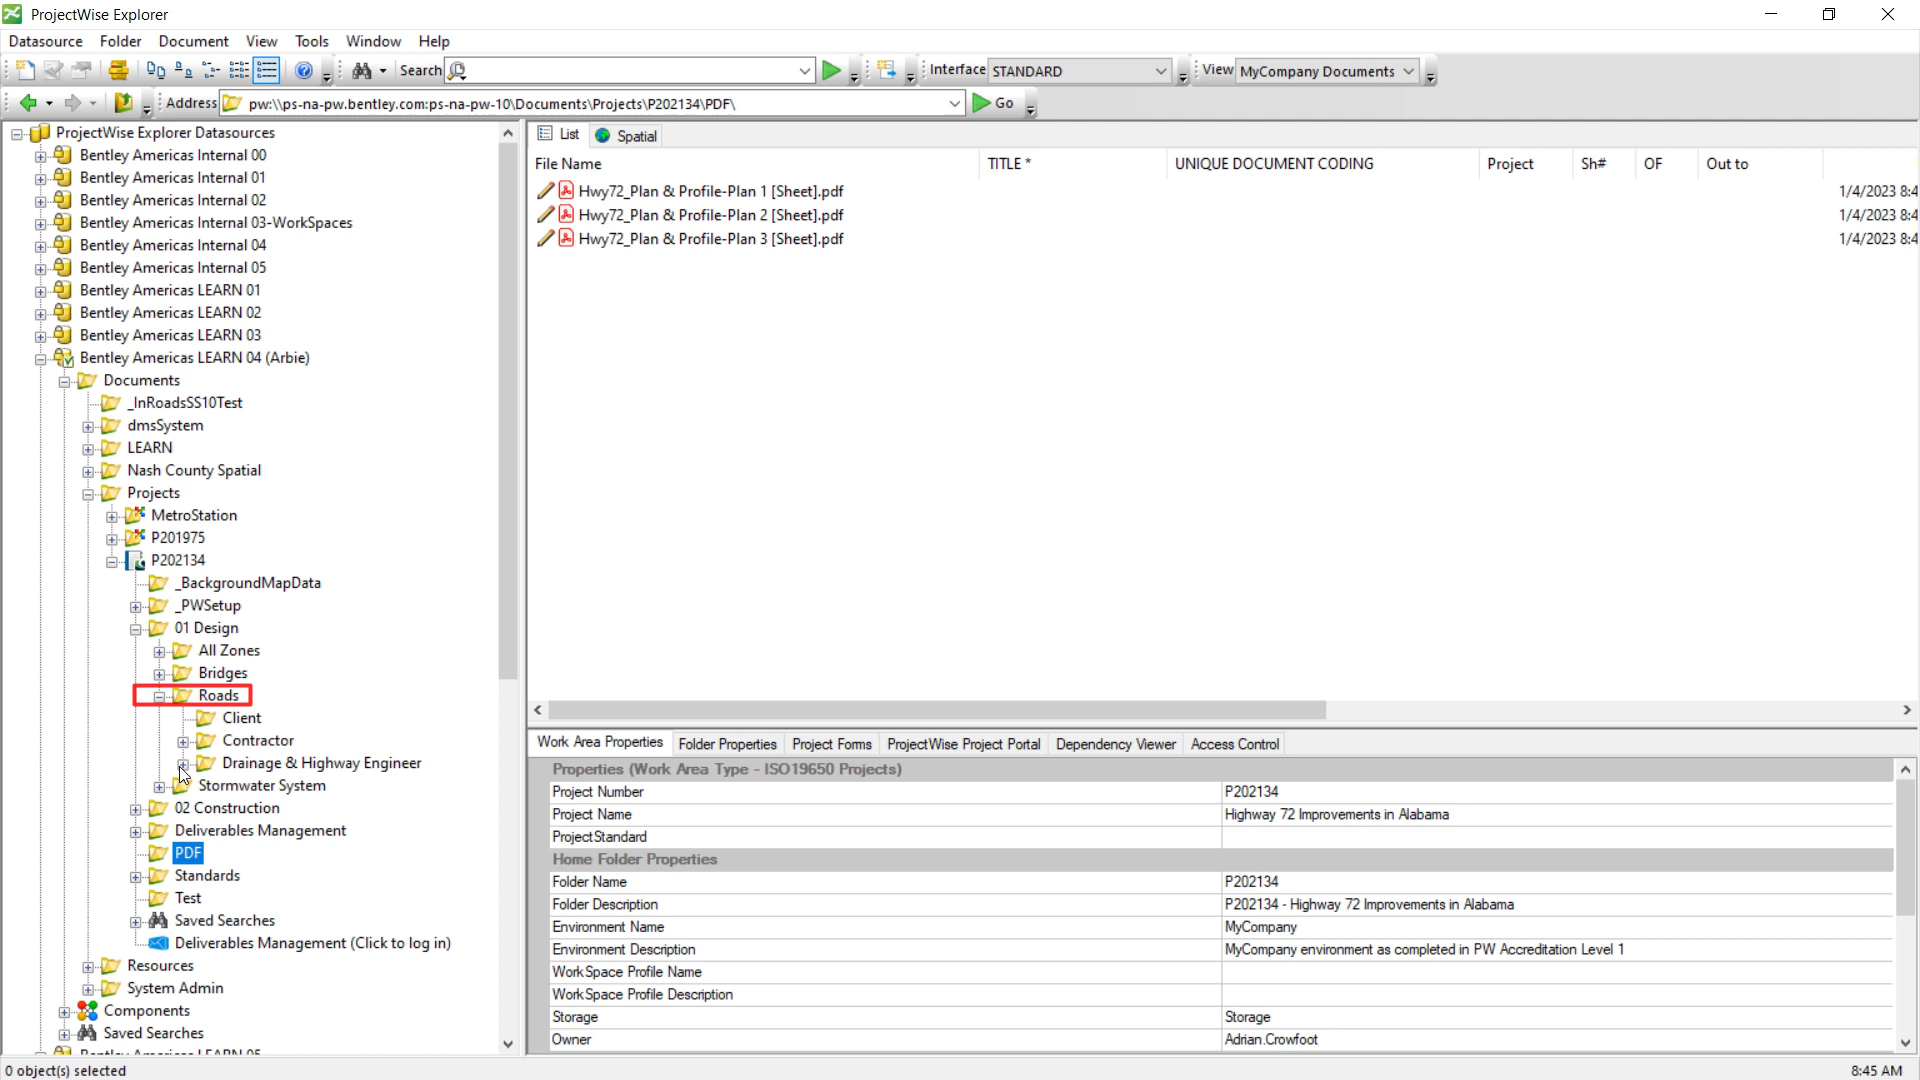 ProjectWise Explorer
Datasource Folder Document View Tools Window Help
Search Interface STANDARD View MyCompany Documents
Address pw:\\ps-na-pw.bentley.com:ps-na-pw-10\Documents\Projects\P202134\PDF\ Go
ProjectWise Explorer Datasources
Bentley Americas Internal 00
Bentley Americas Internal 01
Bentley Americas Internal 02
Bentley Americas Internal 03-WorkSpaces
Bentley Americas Internal 04
Bentley Americas Internal 05
Bentley Americas LEARN 01
Bentley Americas LEARN 02
Bentley Americas LEARN 03
Bentley Americas LEARN 04 (Arbie)
Documents
_InRoadsSS10Test
dmsSystem
LEARN
Nash County Spatial
Projects
MetroStation
P201975
P202134
_BackgroundMapData
_PWSetup
01 Design
All Zones
Bridges
Roads
Client
Contractor
Drainage & Highway Engineer
Stormwater System
02 Construction
Deliverables Management
PDF
Standards
Test
Saved Searches
Deliverables Management (Click to log in)
Resources
System Admin
Components
Saved Searches
Bentley Americas LEARN 05
List Spatial
File Name TITLE * UNIQUE DOCUMENT CODING Project Sh# OF Out to
Hwy72_Plan & Profile-Plan 1 [Sheet].pdf 1/4/2023 8:4
Hwy72_Plan & Profile-Plan 2 [Sheet].pdf 1/4/2023 8:4
Hwy72_Plan & Profile-Plan 3 [Sheet].pdf 1/4/2023 8:4
Work Area Properties Folder Properties Project Forms ProjectWise Project Portal Dependency Viewer Access Control
Properties (Work Area Type - ISO19650 Projects)
Project Number P202134
Project Name Highway 72 Improvements in Alabama
ProjectStandard
Home Folder Properties
Folder Name P202134
Folder Description P202134 - Highway 72 Improvements in Alabama
Environment Name MyCompany
Environment Description MyCompany environment as completed in PW Accreditation Level 1
WorkSpace Profile Name
WorkSpace Profile Description
Storage Storage
Owner Adrian.Crowfoot
0 object(s) selected 8:45 AM